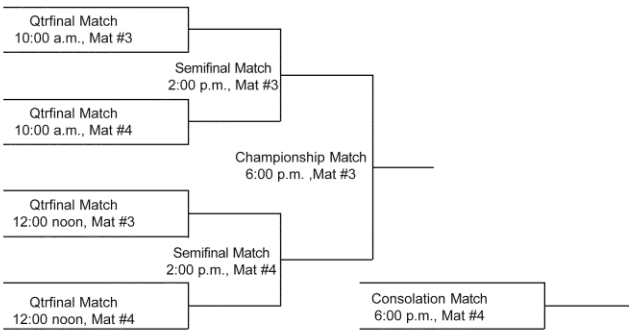 Qtrfinal Match
10:00 a.m., Mat #3
Semifinal Match
2:00 p.m., Mat #3
Qtrfinal Match
10:00 a.m., Mat #4
Championship Match
6:00 p.m. ,Mat #3
Qtrfinal Match
12:00 noon, Mat #3
Semifinal Match
2:00 p.m., Mat #4
Qtrfinal Match
12:00 noon, Mat #4
Consolation Match
6:00 p.m., Mat #4